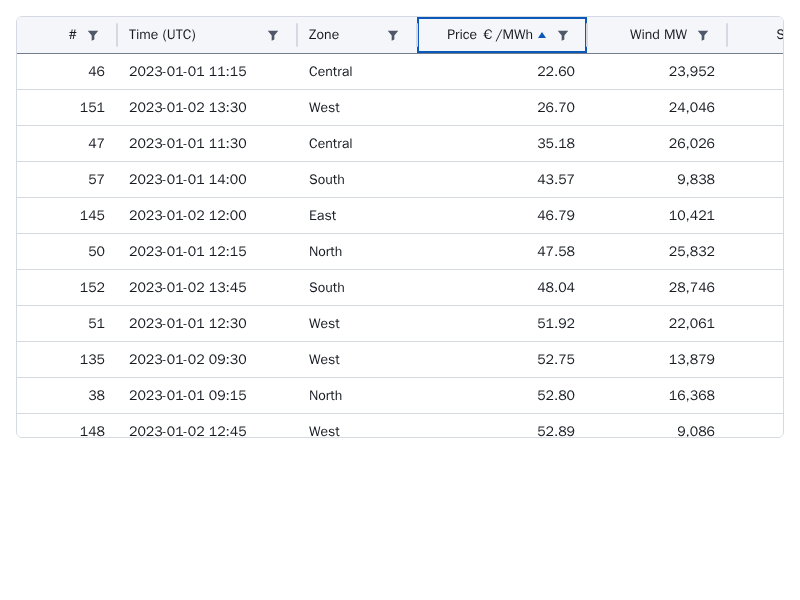 # Time (UTC) Zone Price € /MWh Wind MW S
46 2023-01-01 11:15 Central 22.60 23,952
151 2023-01-02 13:30 West 26.70 24,046
47 2023-01-01 11:30 Central 35.18 26,026
57 2023-01-01 14:00 South 43.57 9,838
145 2023-01-02 12:00 East 46.79 10,421
50 2023-01-01 12:15 North 47.58 25,832
152 2023-01-02 13:45 South 48.04 28,746
51 2023-01-01 12:30 West 51.92 22,061
135 2023-01-02 09:30 West 52.75 13,879
38 2023-01-01 09:15 North 52.80 16,368
148 2023-01-02 12:45 West 52.89 9,086